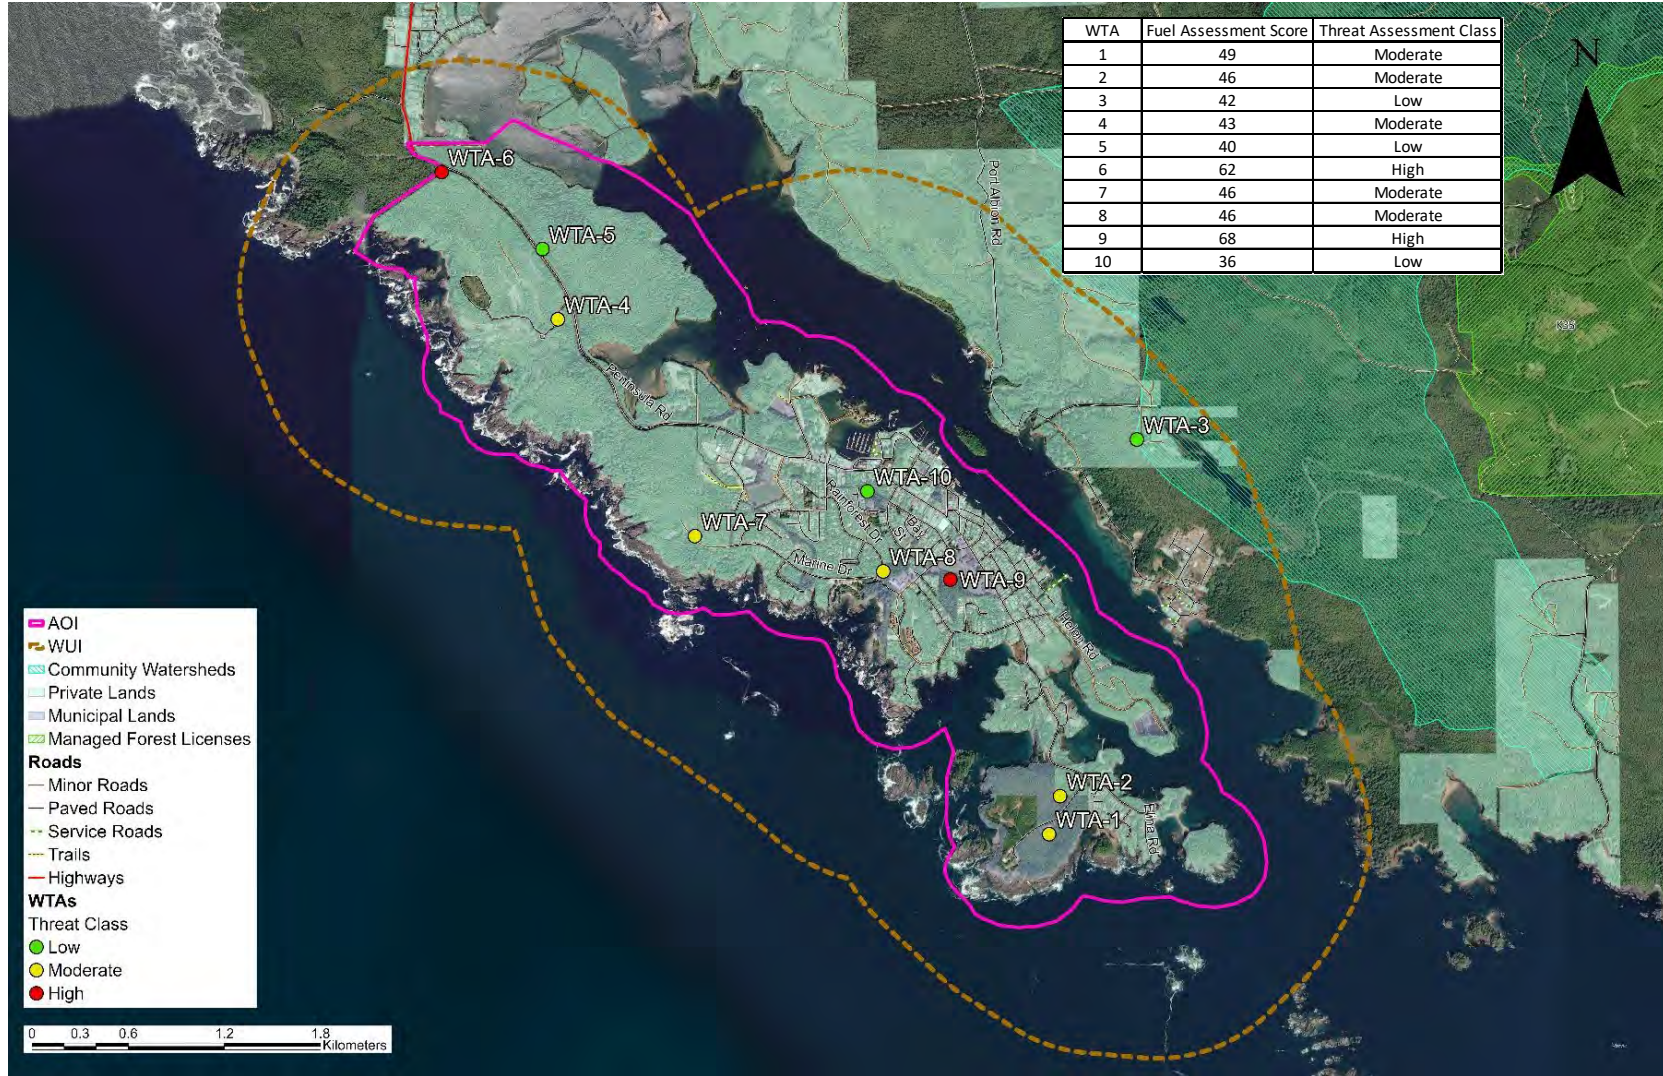 WTA Fuel Assessment Score Threat Assessment Class
1 49 Moderate
2 46 Moderate
3 42 Low
4 43 Moderate
5 40 Low
6 62 High
7 46 Moderate
8 46 Moderate
9 68 High
10 36 Low
N
WTA-6
Port Albion Rd
WTA-5
WTA-4
K35
Peninsula Rd
WTA-3
WTA-10
Rainforest Dr
Bay St
WTA-7
Marine Dr
WTA-8
WTA-9
Helen Rd
WTA-2
WTA-1
Elina Rd
AOI
WUI
Community Watersheds
Private Lands
Municipal Lands
Managed Forest Licenses
Roads
Minor Roads
Paved Roads
Service Roads
Trails
Highways
WTAs
Threat Class
Low
Moderate
High
0 0.3 0.6 1.2 1.8
Kilometers